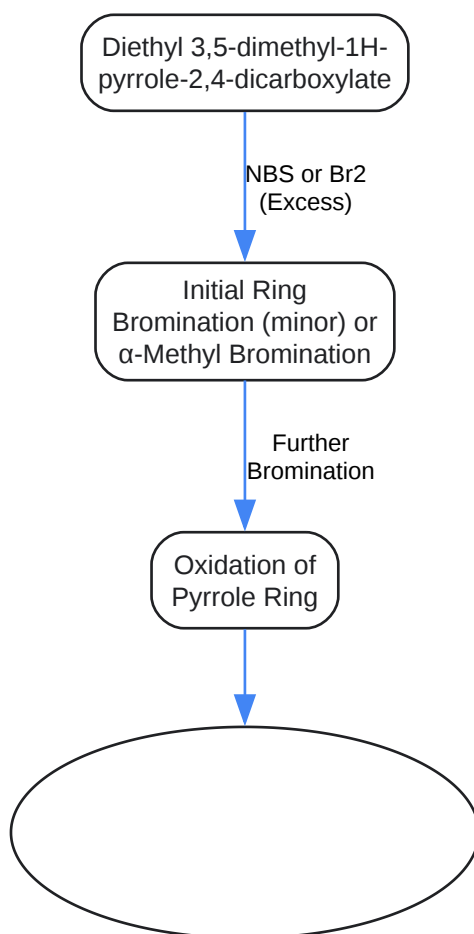 Diethyl 3,5-dimethyl-1H-
pyrrole-2,4-dicarboxylate
NBS or Br2
(Excess)
Initial Ring
Bromination (minor) or
α-Methyl Bromination
Further
Bromination
Oxidation of
Pyrrole Ring